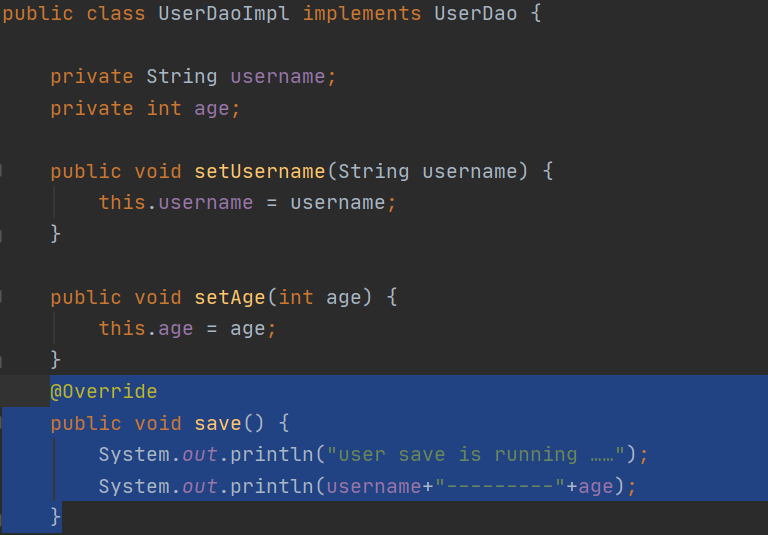 public class UserDaoImpl implements UserDao {
private String username;
private int age;
public void setUsername(String username) {
this.username = username;
}
public void setAge(int age) {
this.age = age;
}
@Override
public void save() {
System.out.println("user save is running ……");
System.out.println(username+"---------"+age);
}